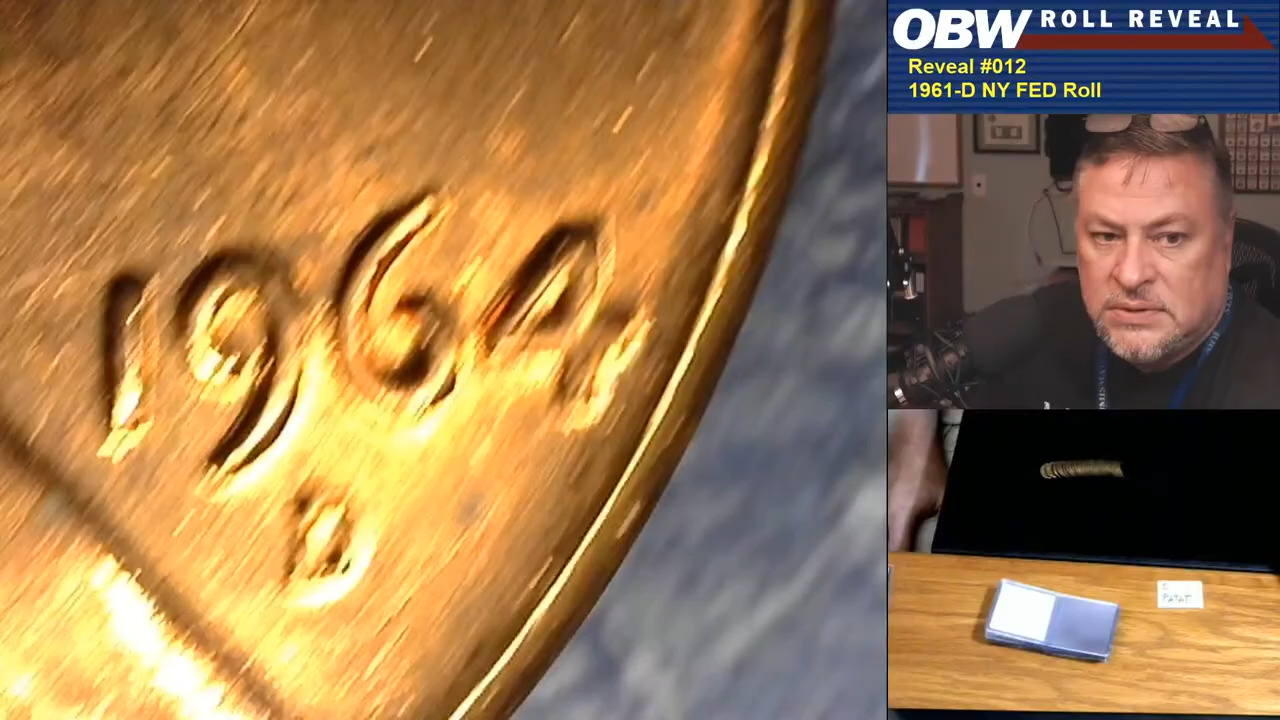 1964
D
OBW ROLL REVEAL
Reveal #012
1961-D NY FED Roll